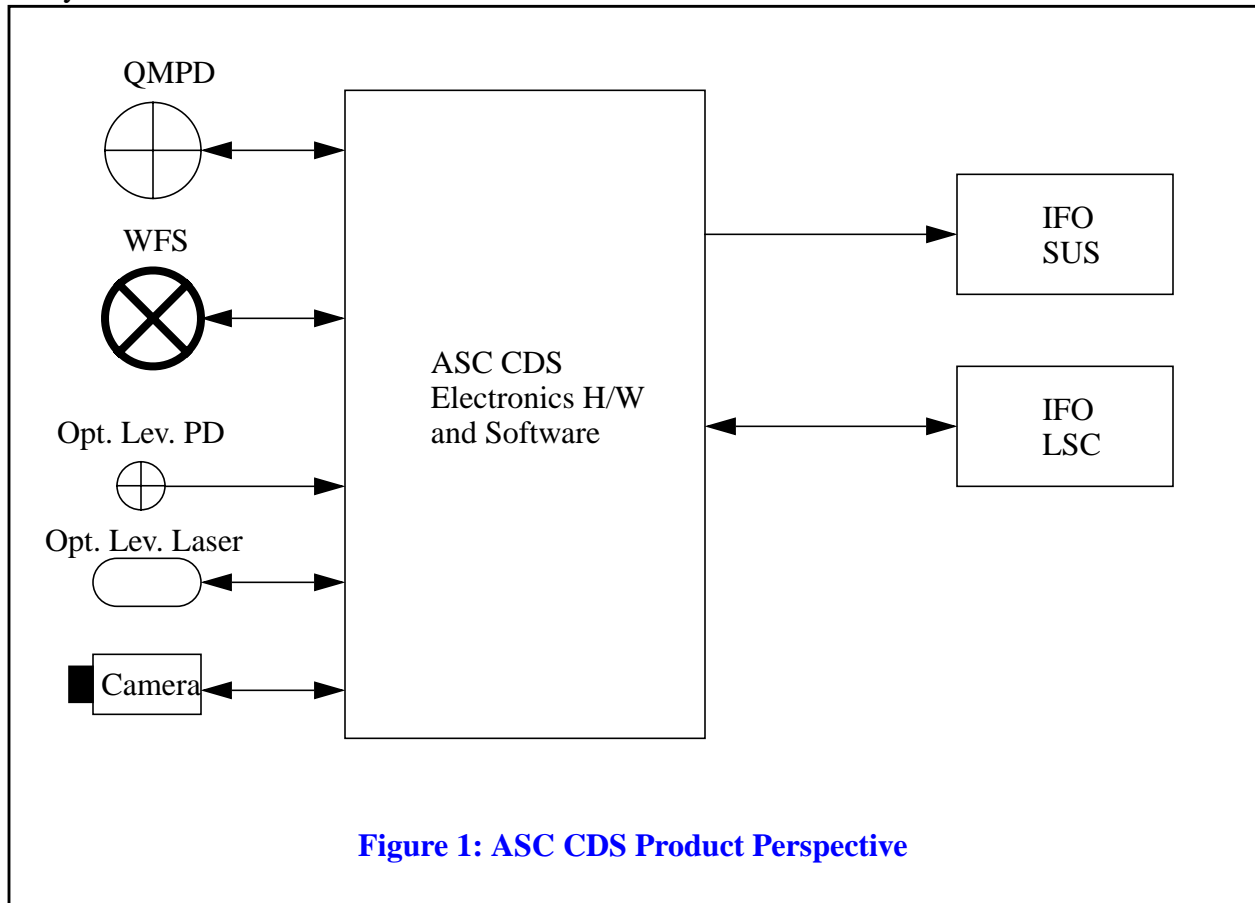 QMPD
WFS
Opt. Lev. PD
Opt. Lev. Laser
Camera
ASC CDS
Electronics H/W
and Software
IFO
SUS
IFO
LSC
Figure 1: ASC CDS Product Perspective